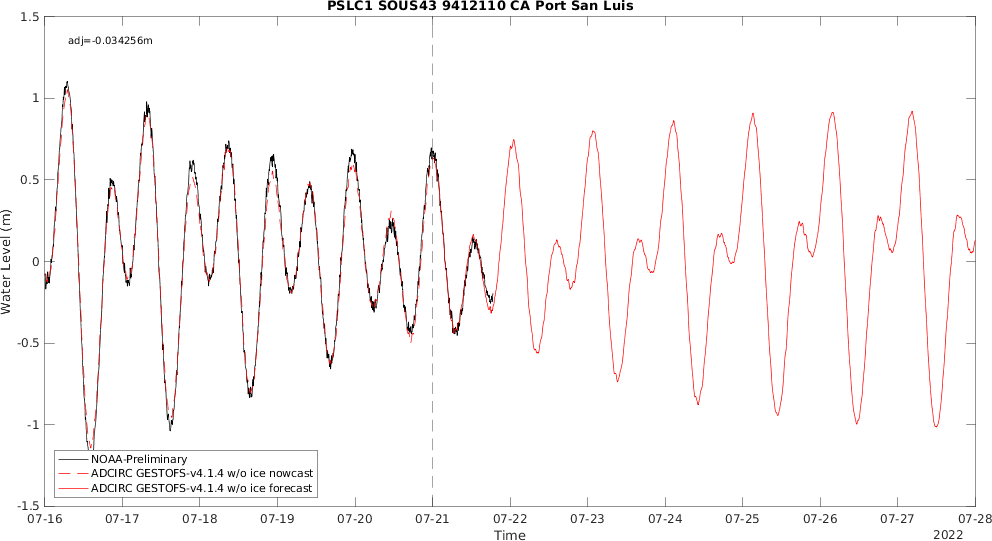 PSLC1 SOUS43 9412110 CA Port San Luis
adj=-0.034256m
1.5
1
0.5
0
-0.5
-1
-1.5
Water Level (m)
NOAA-Preliminary
ADCIRC GESTOFS-v4.1.4 w/o ice nowcast
ADCIRC GESTOFS-v4.1.4 w/o ice forecast
07-16 07-17 07-18 07-19 07-20 07-21 07-22 07-23 07-24 07-25 07-26 07-27 07-28
Time
2022